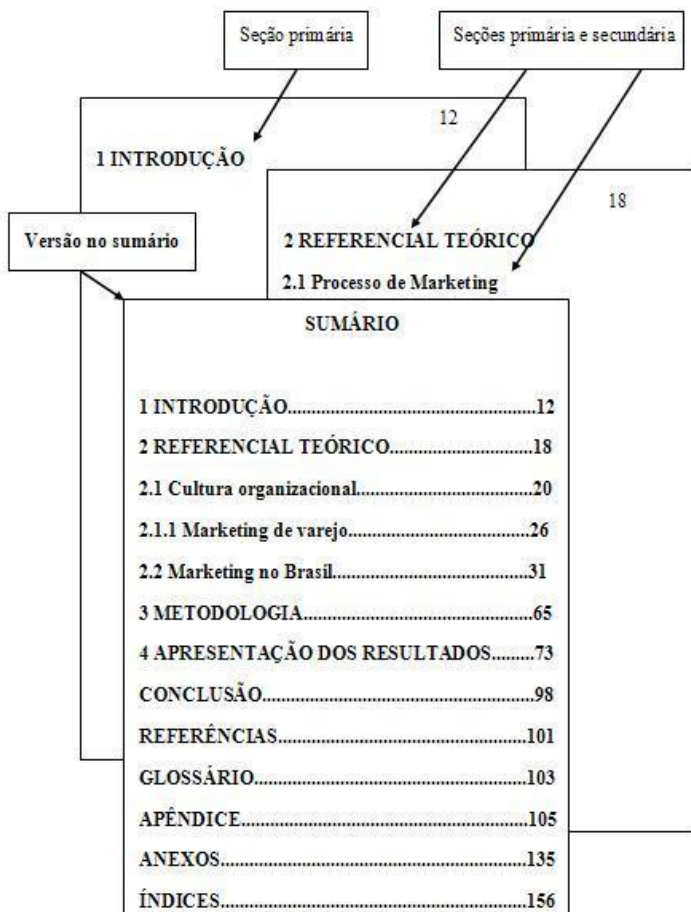 Seção primária
Seções primária e secundária
12
1 INTRODUÇÃO
18
Versão no sumário
2 REFERENCIAL TEÓRICO
2.1 Processo de Marketing
SUMÁRIO
1 INTRODUÇÃO....................................................12
2 REFERENCIAL TEÓRICO..............................18
2.1 Cultura organizacional.....................................20
2.1.1 Marketing de varejo.......................................26
2.2 Marketing no Brasil..........................................31
3 METODOLOGIA................................................65
4 APRESENTAÇÃO DOS RESULTADOS.........73
CONCLUSÃO..........................................................98
REFERÊNCIAS.....................................................101
GLOSSÁRIO..........................................................103
APÊNDICE.............................................................105
ANEXOS.................................................................135
ÍNDICES.................................................................156